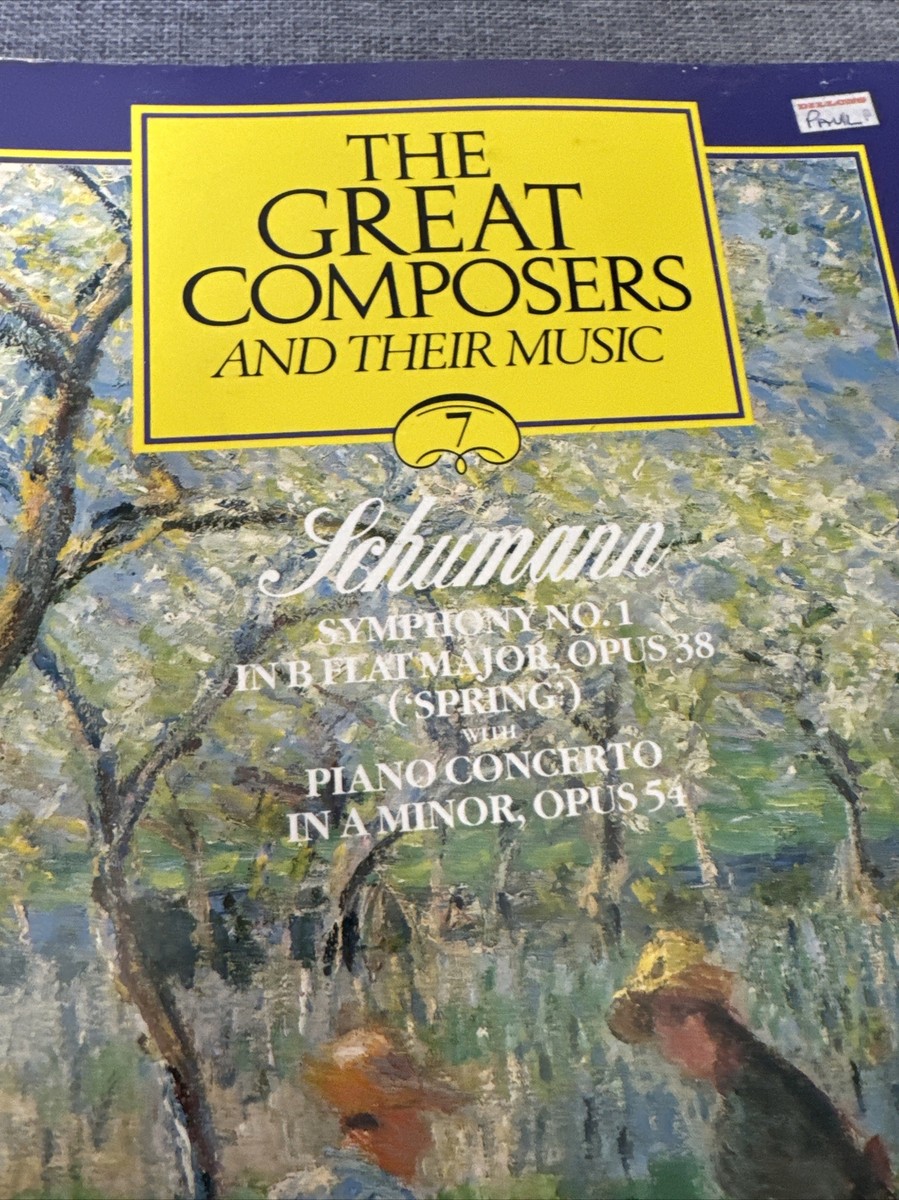 DILLONS
PAUL
THE
GREAT
COMPOSERS
AND THEIR MUSIC
7
Schumann
SYMPHONY NO. 1
IN B FLAT MAJOR, OPUS 38
('SPRING')
WITH
PIANO CONCERTO
IN A MINOR, OPUS 54